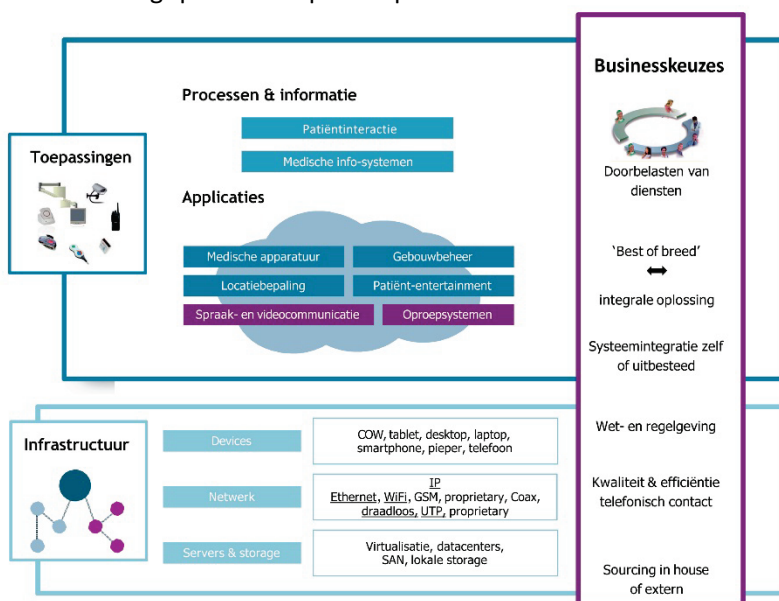 Businesskeuzes
Processen & informatie
Patiëntinteractie
Medische info-systemen
Toepassingen
Applicaties
Medische apparatuur
Gebouwbeheer
Locatiebepaling
Patiënt-entertainment
Spraak- en videocommunicatie
Oproepsystemen
Doorbelasten van
diensten
‘Best of breed’
integrale oplossing
Systeemintegratie zelf
of uitbesteed
Wet- en regelgeving
Kwaliteit & efficiëntie
telefonisch contact
Sourcing in house
of extern
Infrastructuur
Devices
COW, tablet, desktop, laptop,
smartphone, pieper, telefoon
Netwerk
IP
Ethernet, WiFi, GSM, proprietary, Coax,
draadloos, UTP, proprietary
Servers & storage
Virtualisatie, datacenters,
SAN, lokale storage